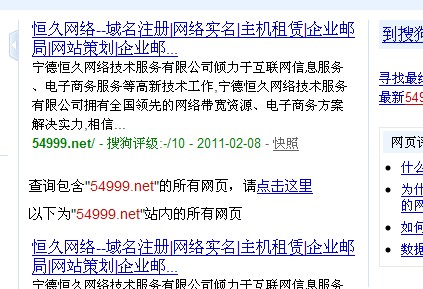 恒久网络--域名注册|网络实名|主机租赁|企业邮
局|网站策划|企业邮...
宁德恒久网络技术服务有限公司倾力于互联网信息服务
、电子商务服务等高新技术工作,宁德恒久网络技术服务
有限公司拥有全国领先的网络带宽资源、电子商务方案
解决实力,相信...
54999.net/ - 搜狗评级:-/10 - 2011-02-08 - 快照
查询包含"54999.net"的所有网页，请点击这里
以下为"54999.net"站内的所有网页
恒久网络--域名注册|网络实名|主机租赁|企业邮
局|网站策划|企业邮...
宁德恒久网络技术服务有限公司倾力于互联网信息服务
到搜狗
寻找最
最新54
网页评
什么
为什
的网
如何
数据